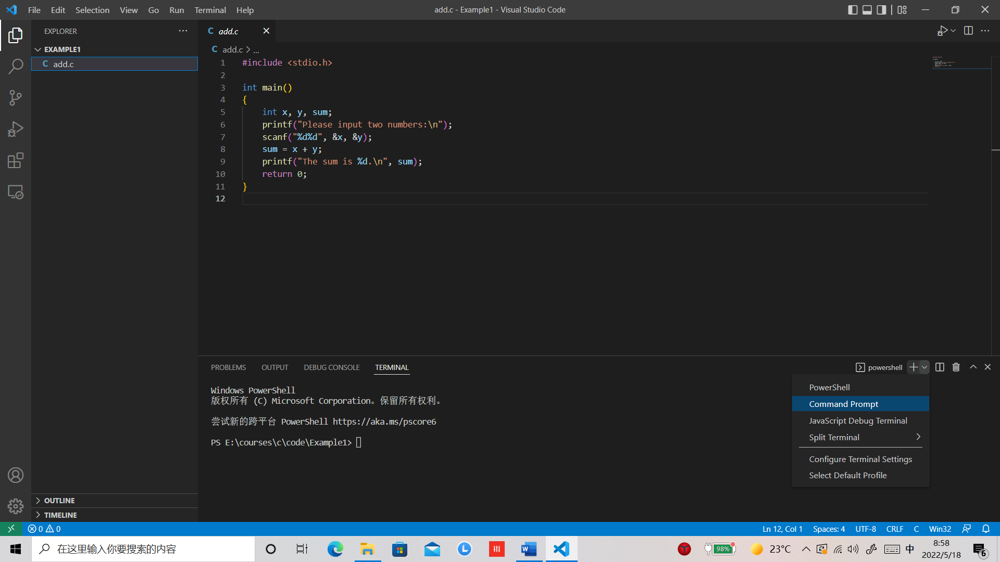 File Edit Selection View Go Run Terminal Help
add.c - Example1 - Visual Studio Code
EXPLORER
EXAMPLE1
C add.c
C add.c
C add.c > ...
1 #include <stdio.h>
2
3 int main()
4 {
5     int x, y, sum;
6     printf("Please input two numbers:\n");
7     scanf("%d%d", &x, &y);
8     sum = x + y;
9     printf("The sum is %d.\n", sum);
10     return 0;
11 }
12
PROBLEMS OUTPUT DEBUG CONSOLE TERMINAL
powershell
Windows PowerShell
版权所有 (C) Microsoft Corporation。保留所有权利。
尝试新的跨平台 PowerShell https://aka.ms/pscore6
PS E:\courses\c\code\Example1>
PowerShell
Command Prompt
JavaScript Debug Terminal
Split Terminal
Configure Terminal Settings
Select Default Profile
OUTLINE
TIMELINE
0 0
Ln 12, Col 1 Spaces: 4 UTF-8 CRLF C Win32
在这里输入你要搜索的内容
98%
23°C
中
8:58
2022/5/18
6